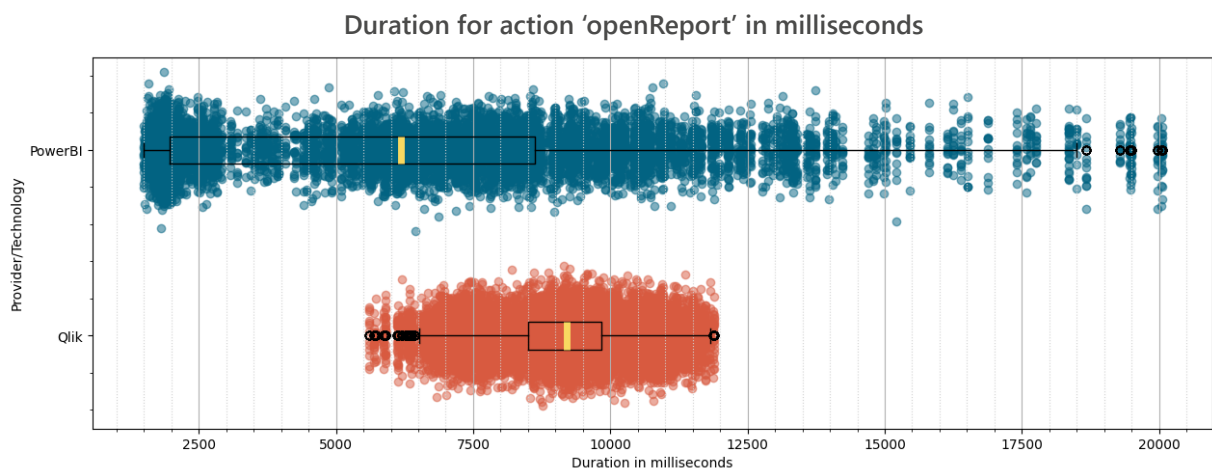 Duration for action ‘openReport’ in milliseconds
Provider/Technology
PowerBI
Qlik
2500 5000 7500 10000 12500 15000 17500 20000
Duration in milliseconds